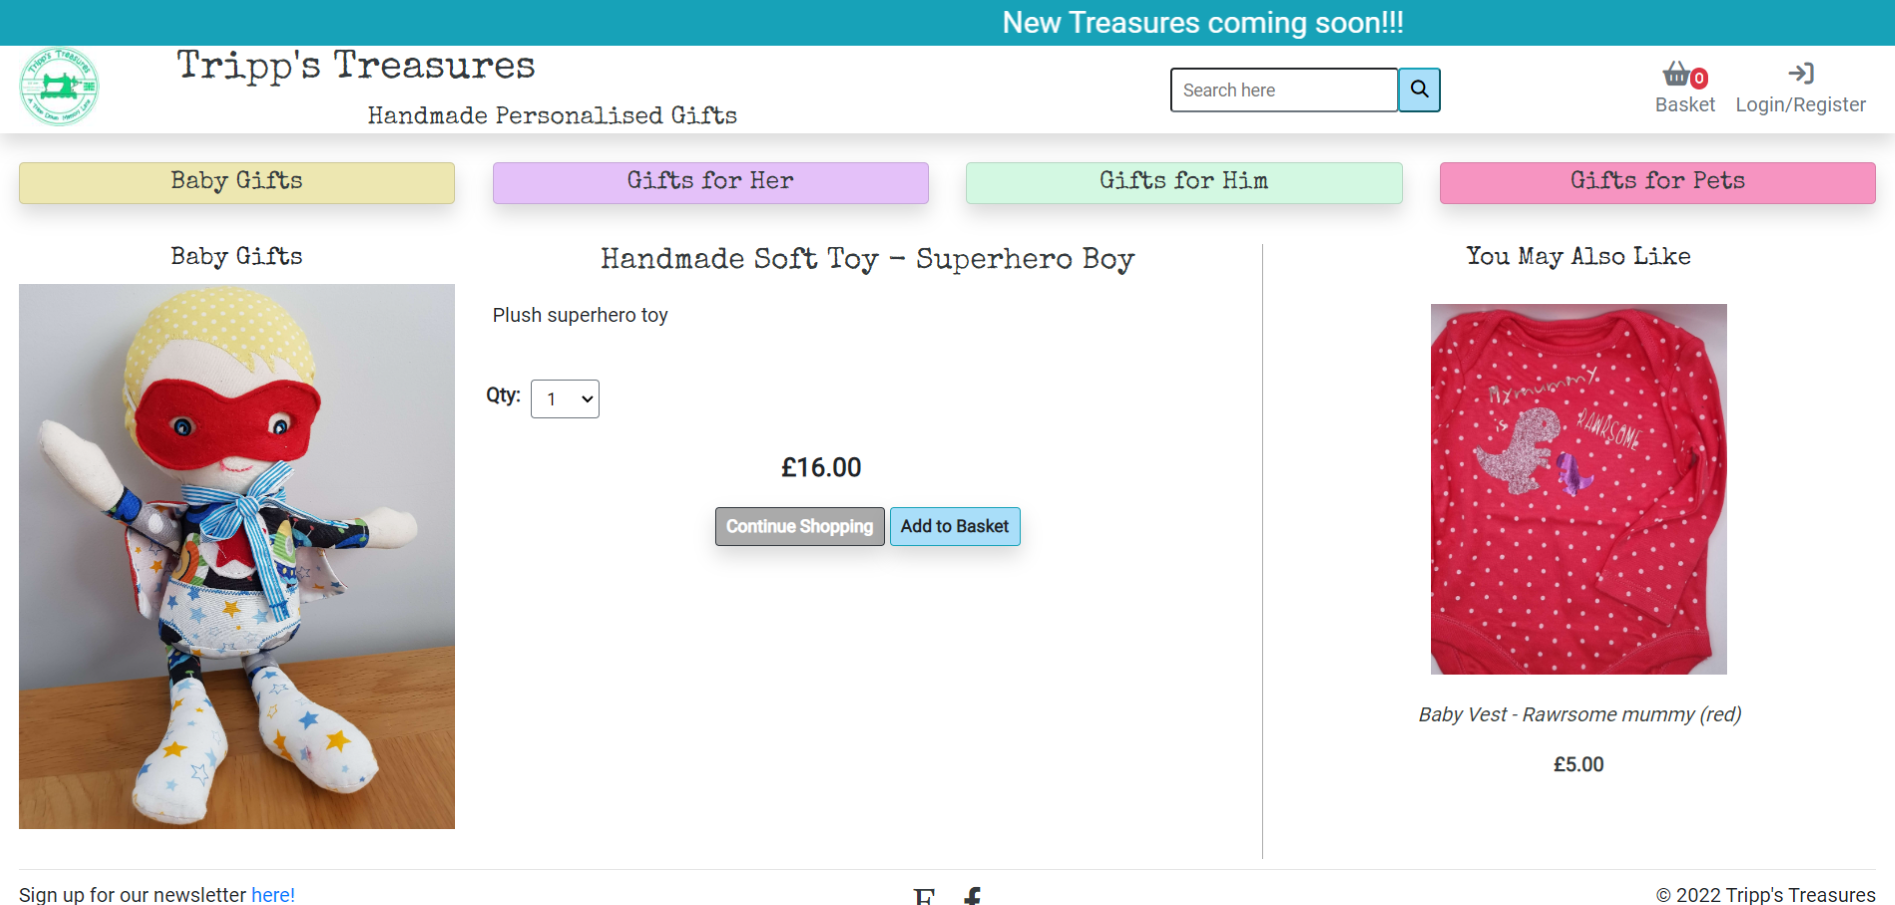 New Treasures coming soon!!!
Tripp's Treasures
Tripp's Treasures
Handmade Personalised Gifts
Search here
0
Basket
Login/Register
Baby Gifts
Gifts for Her
Gifts for Him
Gifts for Pets
Baby Gifts
Handmade Soft Toy - Superhero Boy
Plush superhero toy
Qty:
1
£16.00
Continue Shopping
Add to Basket
You May Also Like
My mummy
is
RAWRSOME
Baby Vest - Rawrsome mummy (red)
£5.00
Sign up for our newsletter here!
E
f
© 2022 Tripp's Treasures